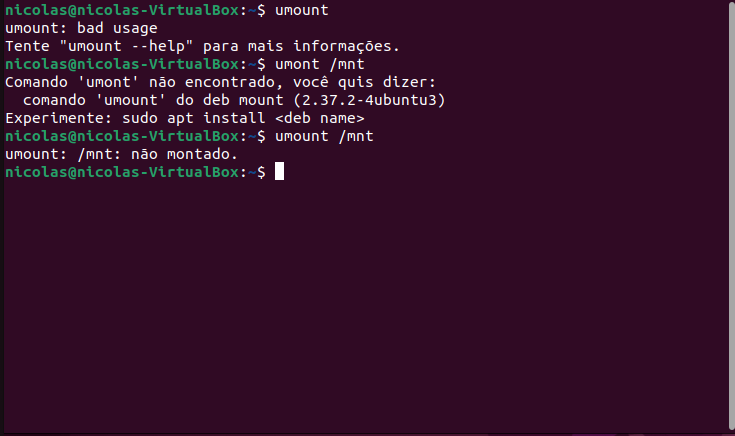 nicolas@nicolas-VirtualBox:~$ umount
umount: bad usage
Tente "umount --help" para mais informações.
nicolas@nicolas-VirtualBox:~$ umont /mnt
Comando 'umont' não encontrado, você quis dizer:
  comando 'umount' do deb mount (2.37.2-4ubuntu3)
Experimente: sudo apt install <deb name>
nicolas@nicolas-VirtualBox:~$ umount /mnt
umount: /mnt: não montado.
nicolas@nicolas-VirtualBox:~$